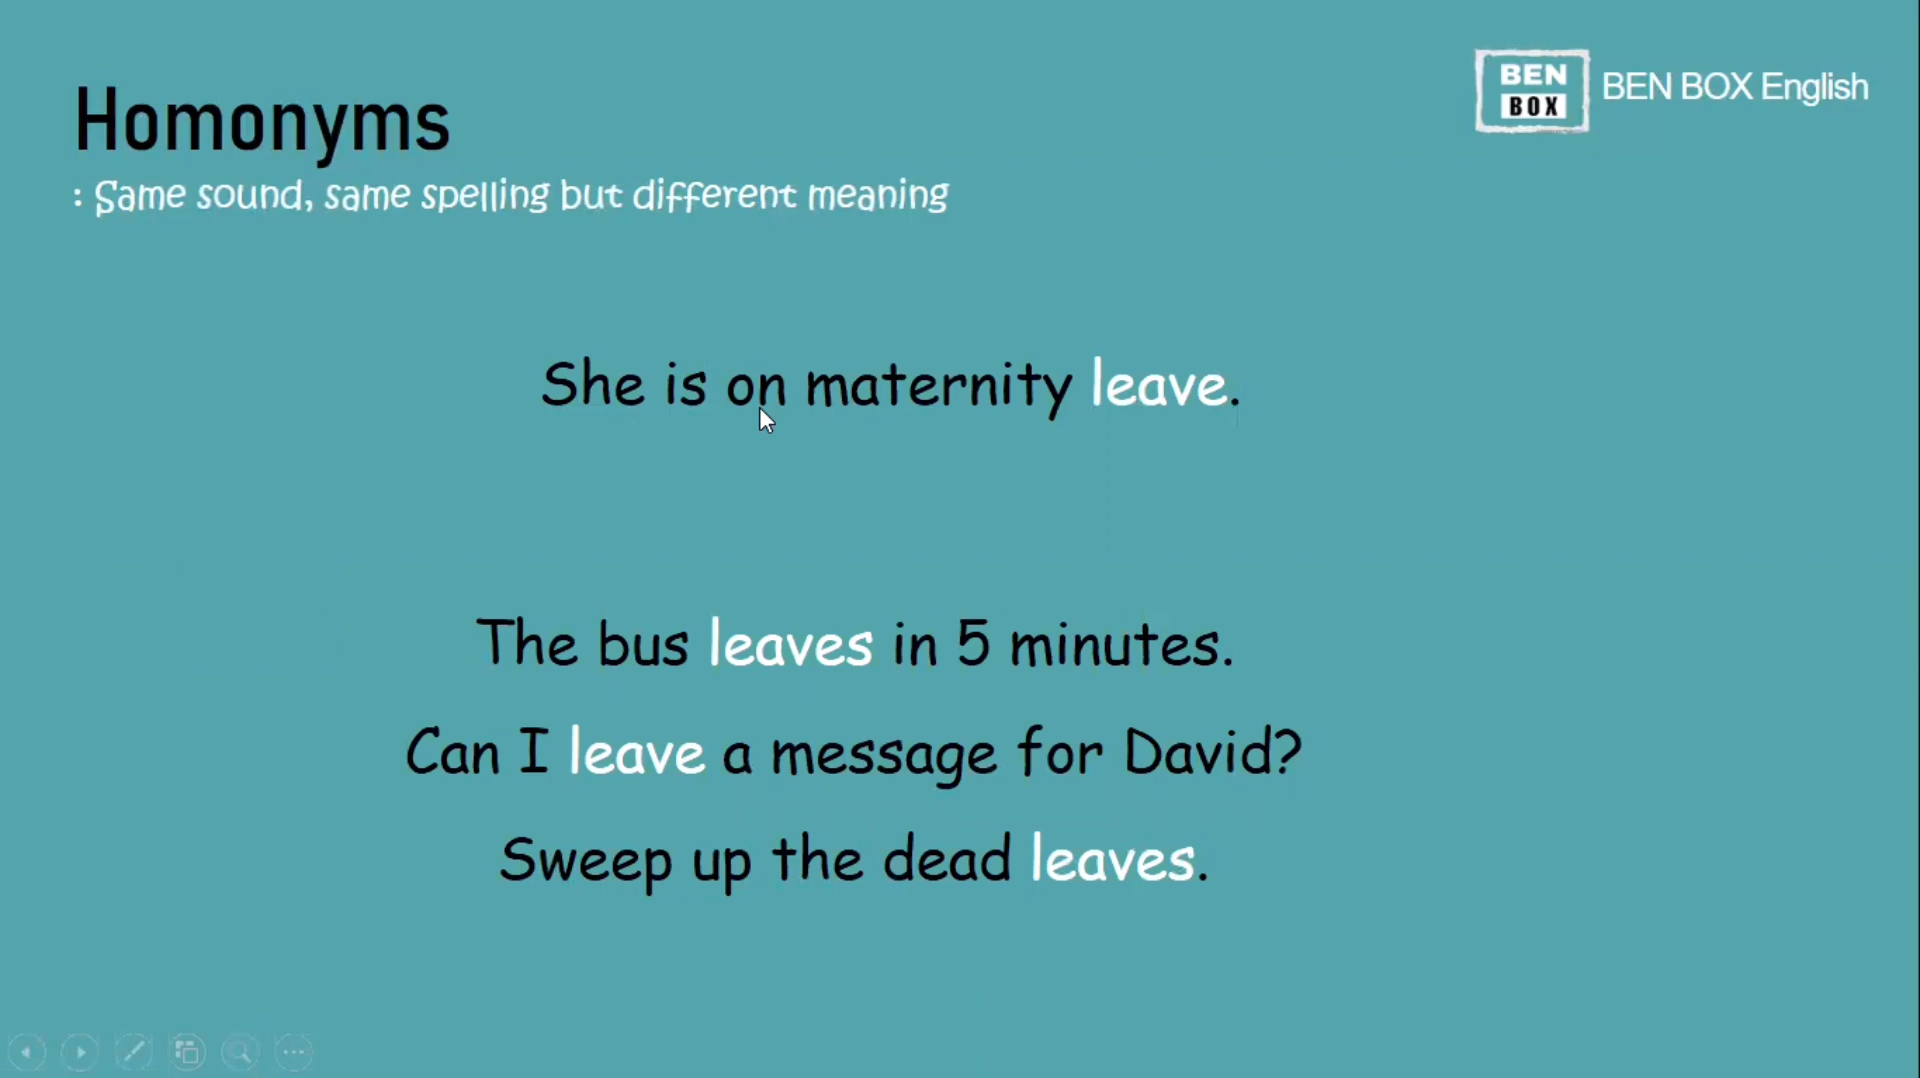 Homonyms
: Same sound, same spelling but different meaning
BEN
BOX
BEN BOX English
She is on maternity leave.
The bus leaves in 5 minutes.
Can I leave a message for David?
Sweep up the dead leaves.